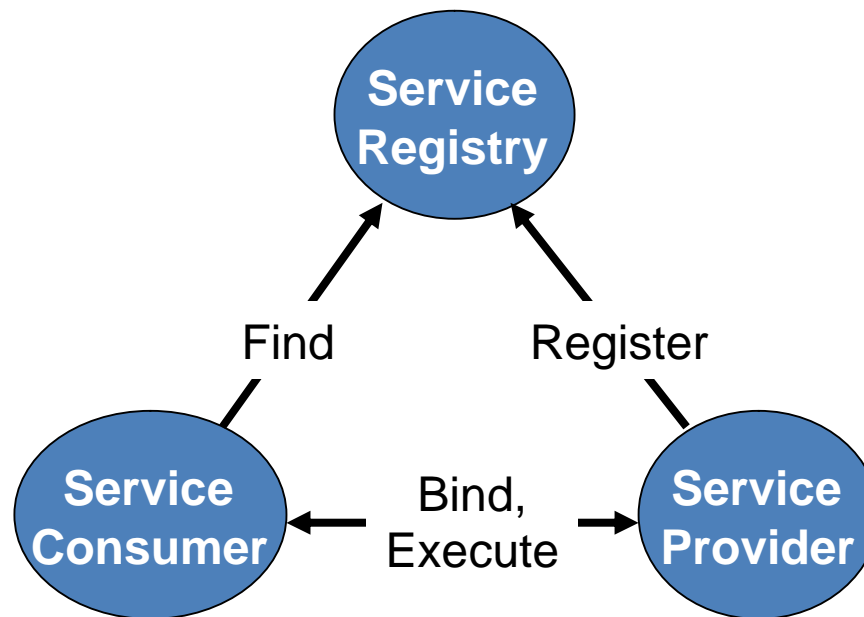 Service
Registry
Find
Register
Service
Consumer
Bind,
Execute
Service
Provider